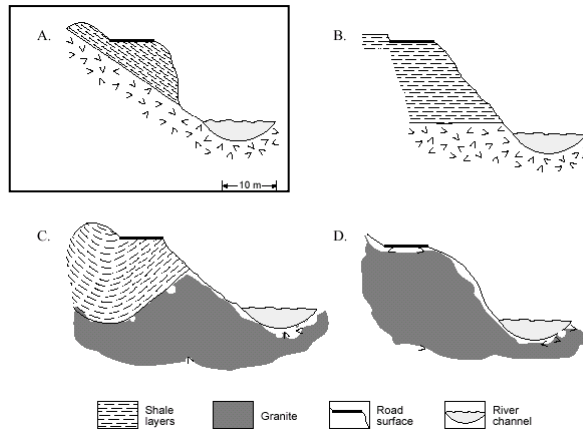 A.
B.
10 m
C.
D.
Shale
layers
Granite
Road
surface
River
channel